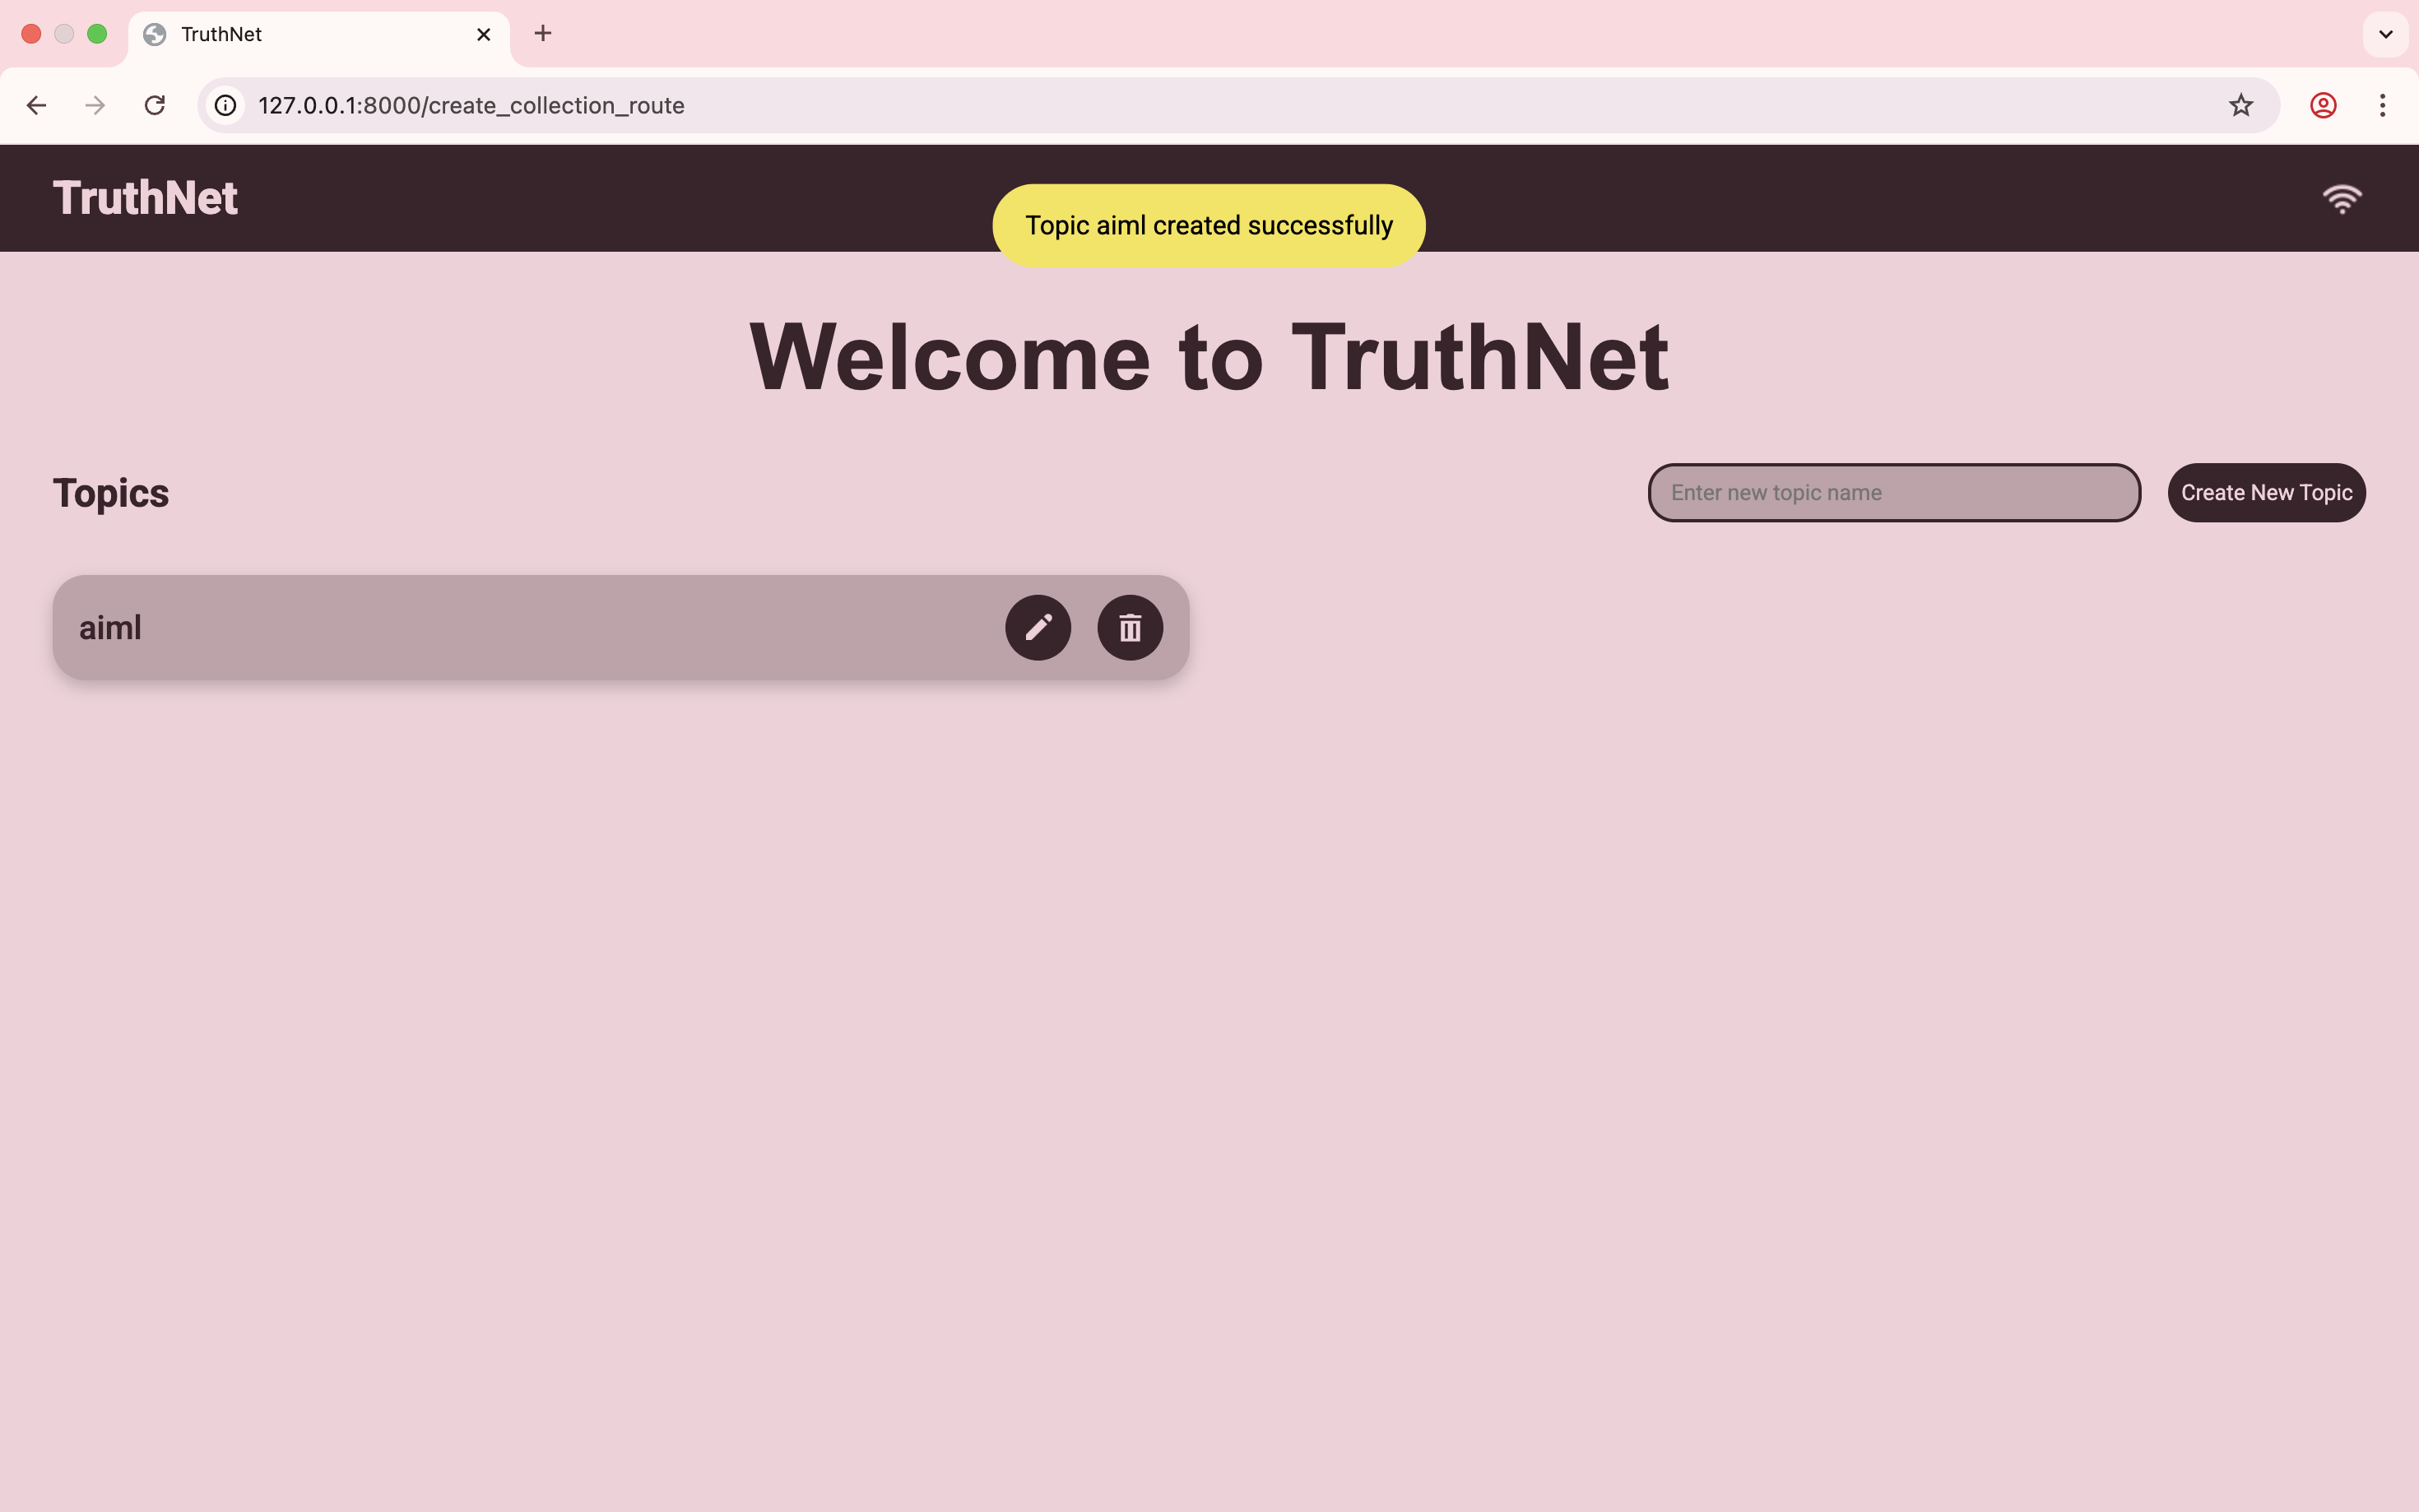 TruthNet
127.0.0.1:8000/create_collection_route
TruthNet
Topic aiml created successfully
Welcome to TruthNet
Topics
Enter new topic name
Create New Topic
aiml